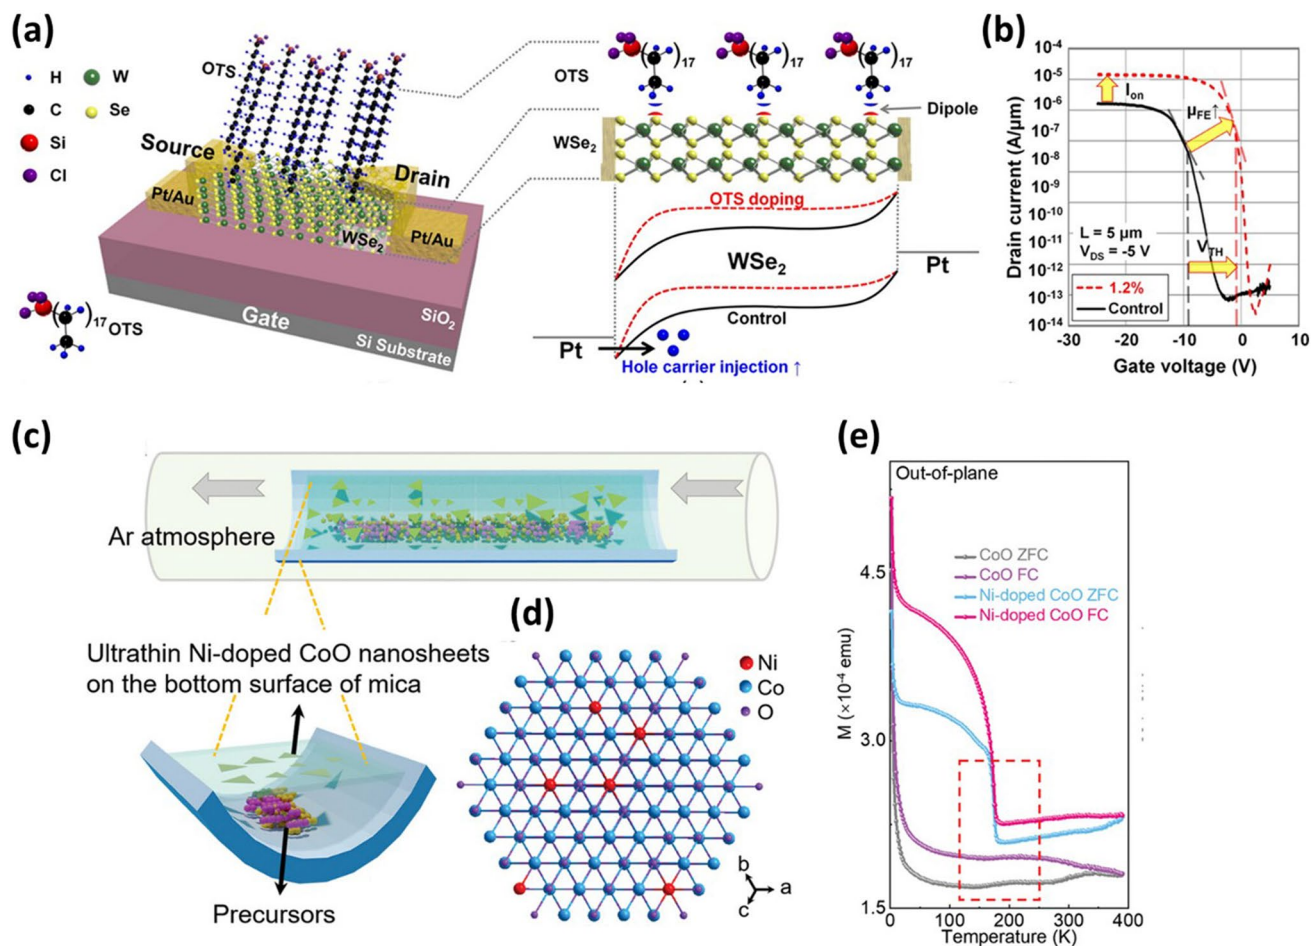 (a)
H
W
C
Se
Si
Cl
OTS
Source
Drain
Pt/Au
Pt/Au
WSe2
SiO2
Gate
Si Substrate
( )17 OTS
OTS
( )17
( )17
( )17
Dipole
WSe2
OTS doping
WSe2
Pt
Control
Pt
Hole carrier injection ↑
(b)
Drain current (A/μm)
10-4
10-5
10-6
10-7
10-8
10-9
10-10
10-11
10-12
10-13
10-14
Ion
μFE↑
L = 5 μm
VDS = -5 V
VTH
1.2%
Control
-30 -20 -10 0 10
Gate voltage (V)
(c)
Ar atmosphere
Ultrathin Ni-doped CoO nanosheets
on the bottom surface of mica
Precursors
(d)
Ni
Co
O
b
a
c
(e)
Out-of-plane
CoO ZFC
CoO FC
Ni-doped CoO ZFC
Ni-doped CoO FC
M (×10-4 emu)
4.5
3.0
1.5
0 100 200 300 400
Temperature (K)